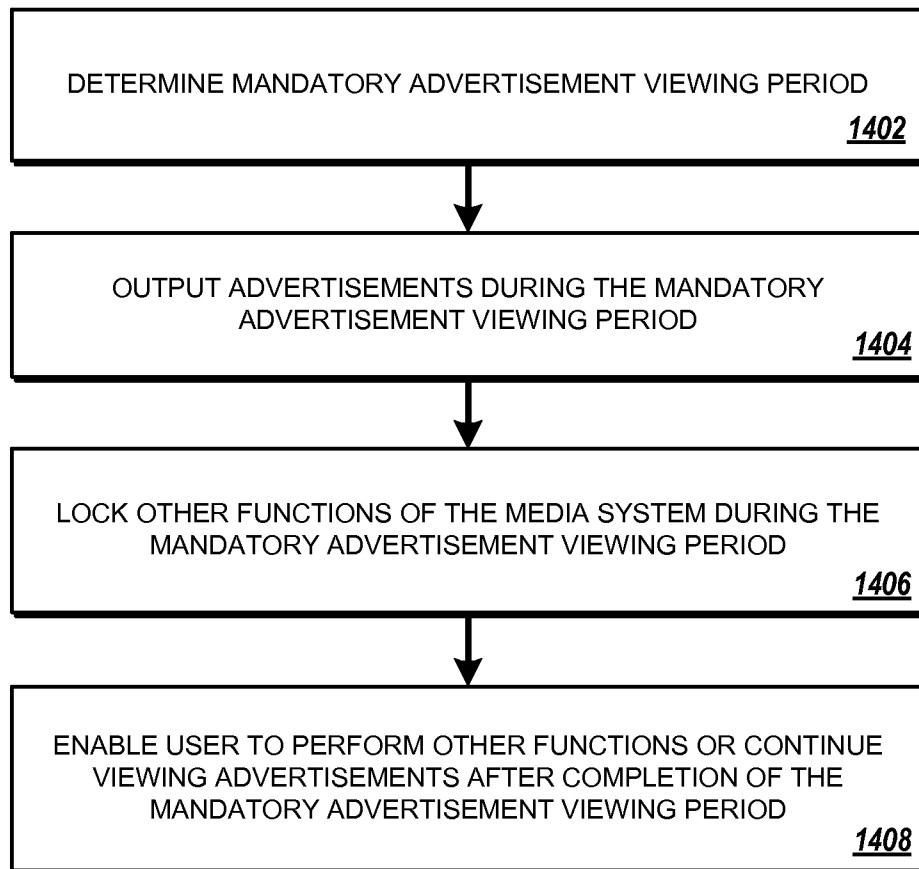 DETERMINE MANDATORY ADVERTISEMENT VIEWING PERIOD
1402
OUTPUT ADVERTISEMENTS DURING THE MANDATORY
ADVERTISEMENT VIEWING PERIOD
1404
LOCK OTHER FUNCTIONS OF THE MEDIA SYSTEM DURING THE
MANDATORY ADVERTISEMENT VIEWING PERIOD
1406
ENABLE USER TO PERFORM OTHER FUNCTIONS OR CONTINUE
VIEWING ADVERTISEMENTS AFTER COMPLETION OF THE
MANDATORY ADVERTISEMENT VIEWING PERIOD
1408